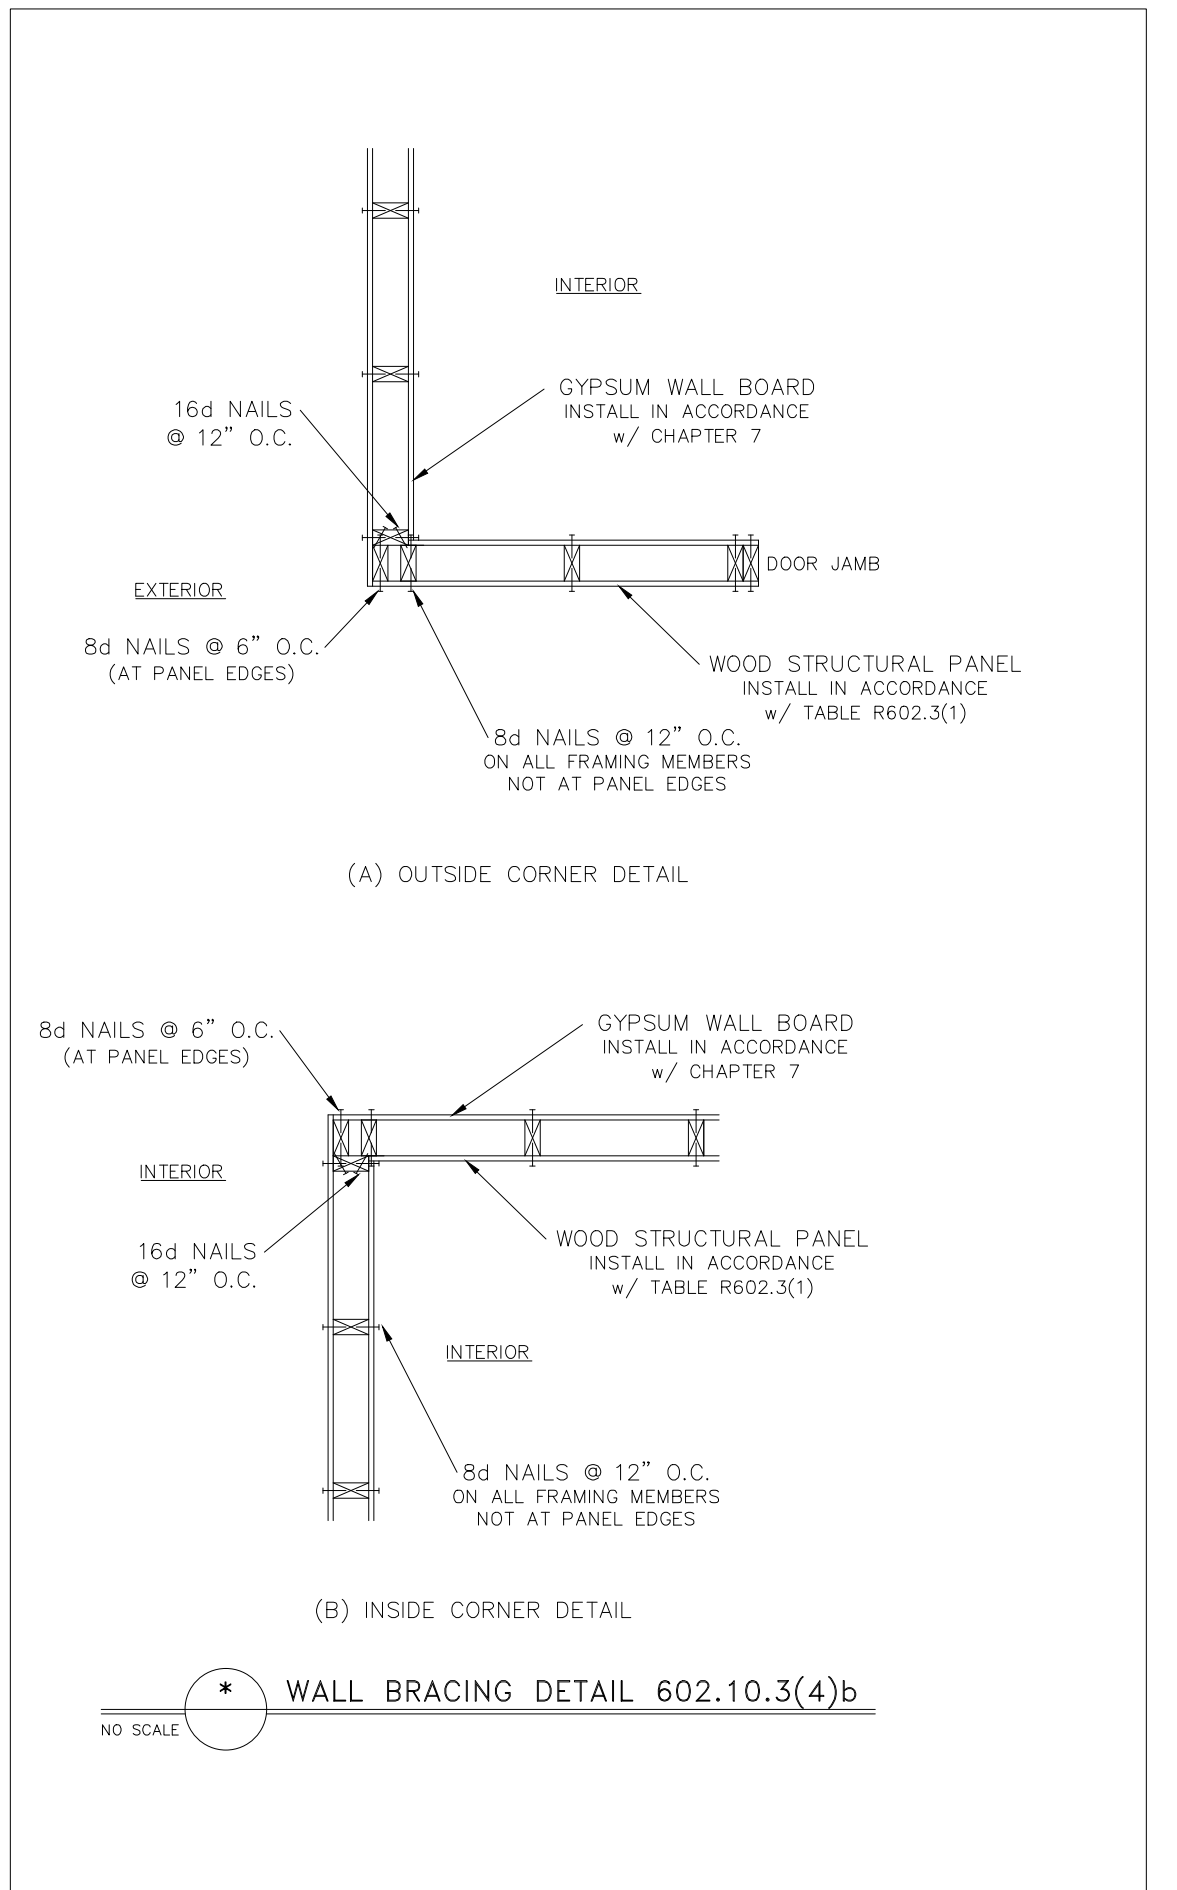 INTERIOR
GYPSUM WALL BOARD
INSTALL IN ACCORDANCE
w/ CHAPTER 7
16d NAILS
@ 12” O.C.
DOOR JAMB
EXTERIOR
8d NAILS @ 6” O.C.
(AT PANEL EDGES)
WOOD STRUCTURAL PANEL
INSTALL IN ACCORDANCE
w/ TABLE R602.3(1)
8d NAILS @ 12” O.C.
ON ALL FRAMING MEMBERS
NOT AT PANEL EDGES
(A) OUTSIDE CORNER DETAIL
8d NAILS @ 6” O.C.
(AT PANEL EDGES)
GYPSUM WALL BOARD
INSTALL IN ACCORDANCE
w/ CHAPTER 7
INTERIOR
16d NAILS
@ 12” O.C.
WOOD STRUCTURAL PANEL
INSTALL IN ACCORDANCE
w/ TABLE R602.3(1)
INTERIOR
8d NAILS @ 12” O.C.
ON ALL FRAMING MEMBERS
NOT AT PANEL EDGES
(B) INSIDE CORNER DETAIL
* WALL BRACING DETAIL 602.10.3(4)b
NO SCALE